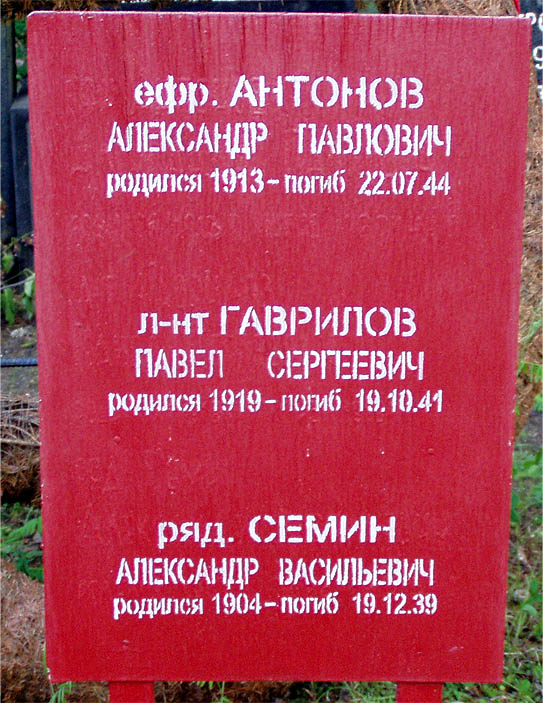 ефр. АНТОНОВ
АЛЕКСАНДР ПАВЛОВИЧ
родился 1913 – погиб 22.07.44
л-нт ГАВРИЛОВ
ПАВЕЛ СЕРГЕЕВИЧ
родился 1919 – погиб 19.10.41
ряд. СЕМИН
АЛЕКСАНДР ВАСИЛЬЕВИЧ
родился 1904 – погиб 19.12.39